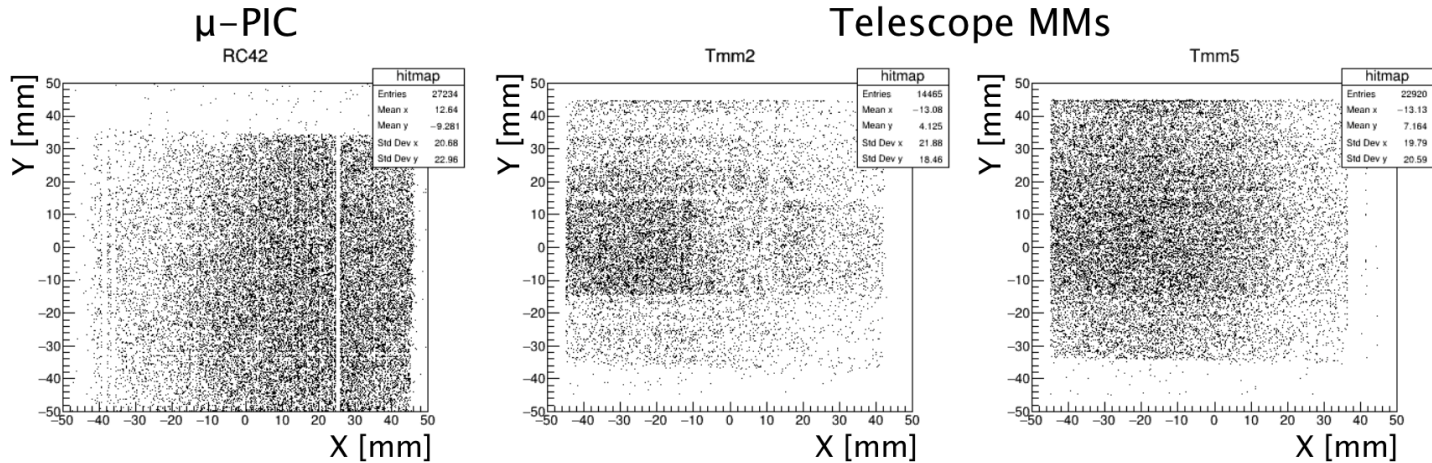 μ-PIC
Telescope MMs
RC42
Tmm2
Tmm5
hitmap
Entries 27234
Mean x 12.64
Mean y −9.281
Std Dev x 20.68
Std Dev y 22.96
Y [mm]
50
40
30
20
10
0
−10
−20
−30
−40
−50
−50 −40 −30 −20 −10 0 10 20 30 40 50
X [mm]
hitmap
Entries 14465
Mean x −13.08
Mean y 4.125
Std Dev x 21.88
Std Dev y 18.46
Y [mm]
50
40
30
20
10
0
−10
−20
−30
−40
−50
−50 −40 −30 −20 −10 0 10 20 30 40 50
X [mm]
hitmap
Entries 22920
Mean x −13.13
Mean y 7.164
Std Dev x 19.79
Std Dev y 20.59
Y [mm]
50
40
30
20
10
0
−10
−20
−30
−40
−50
−50 −40 −30 −20 −10 0 10 20 30 40 50
X [mm]